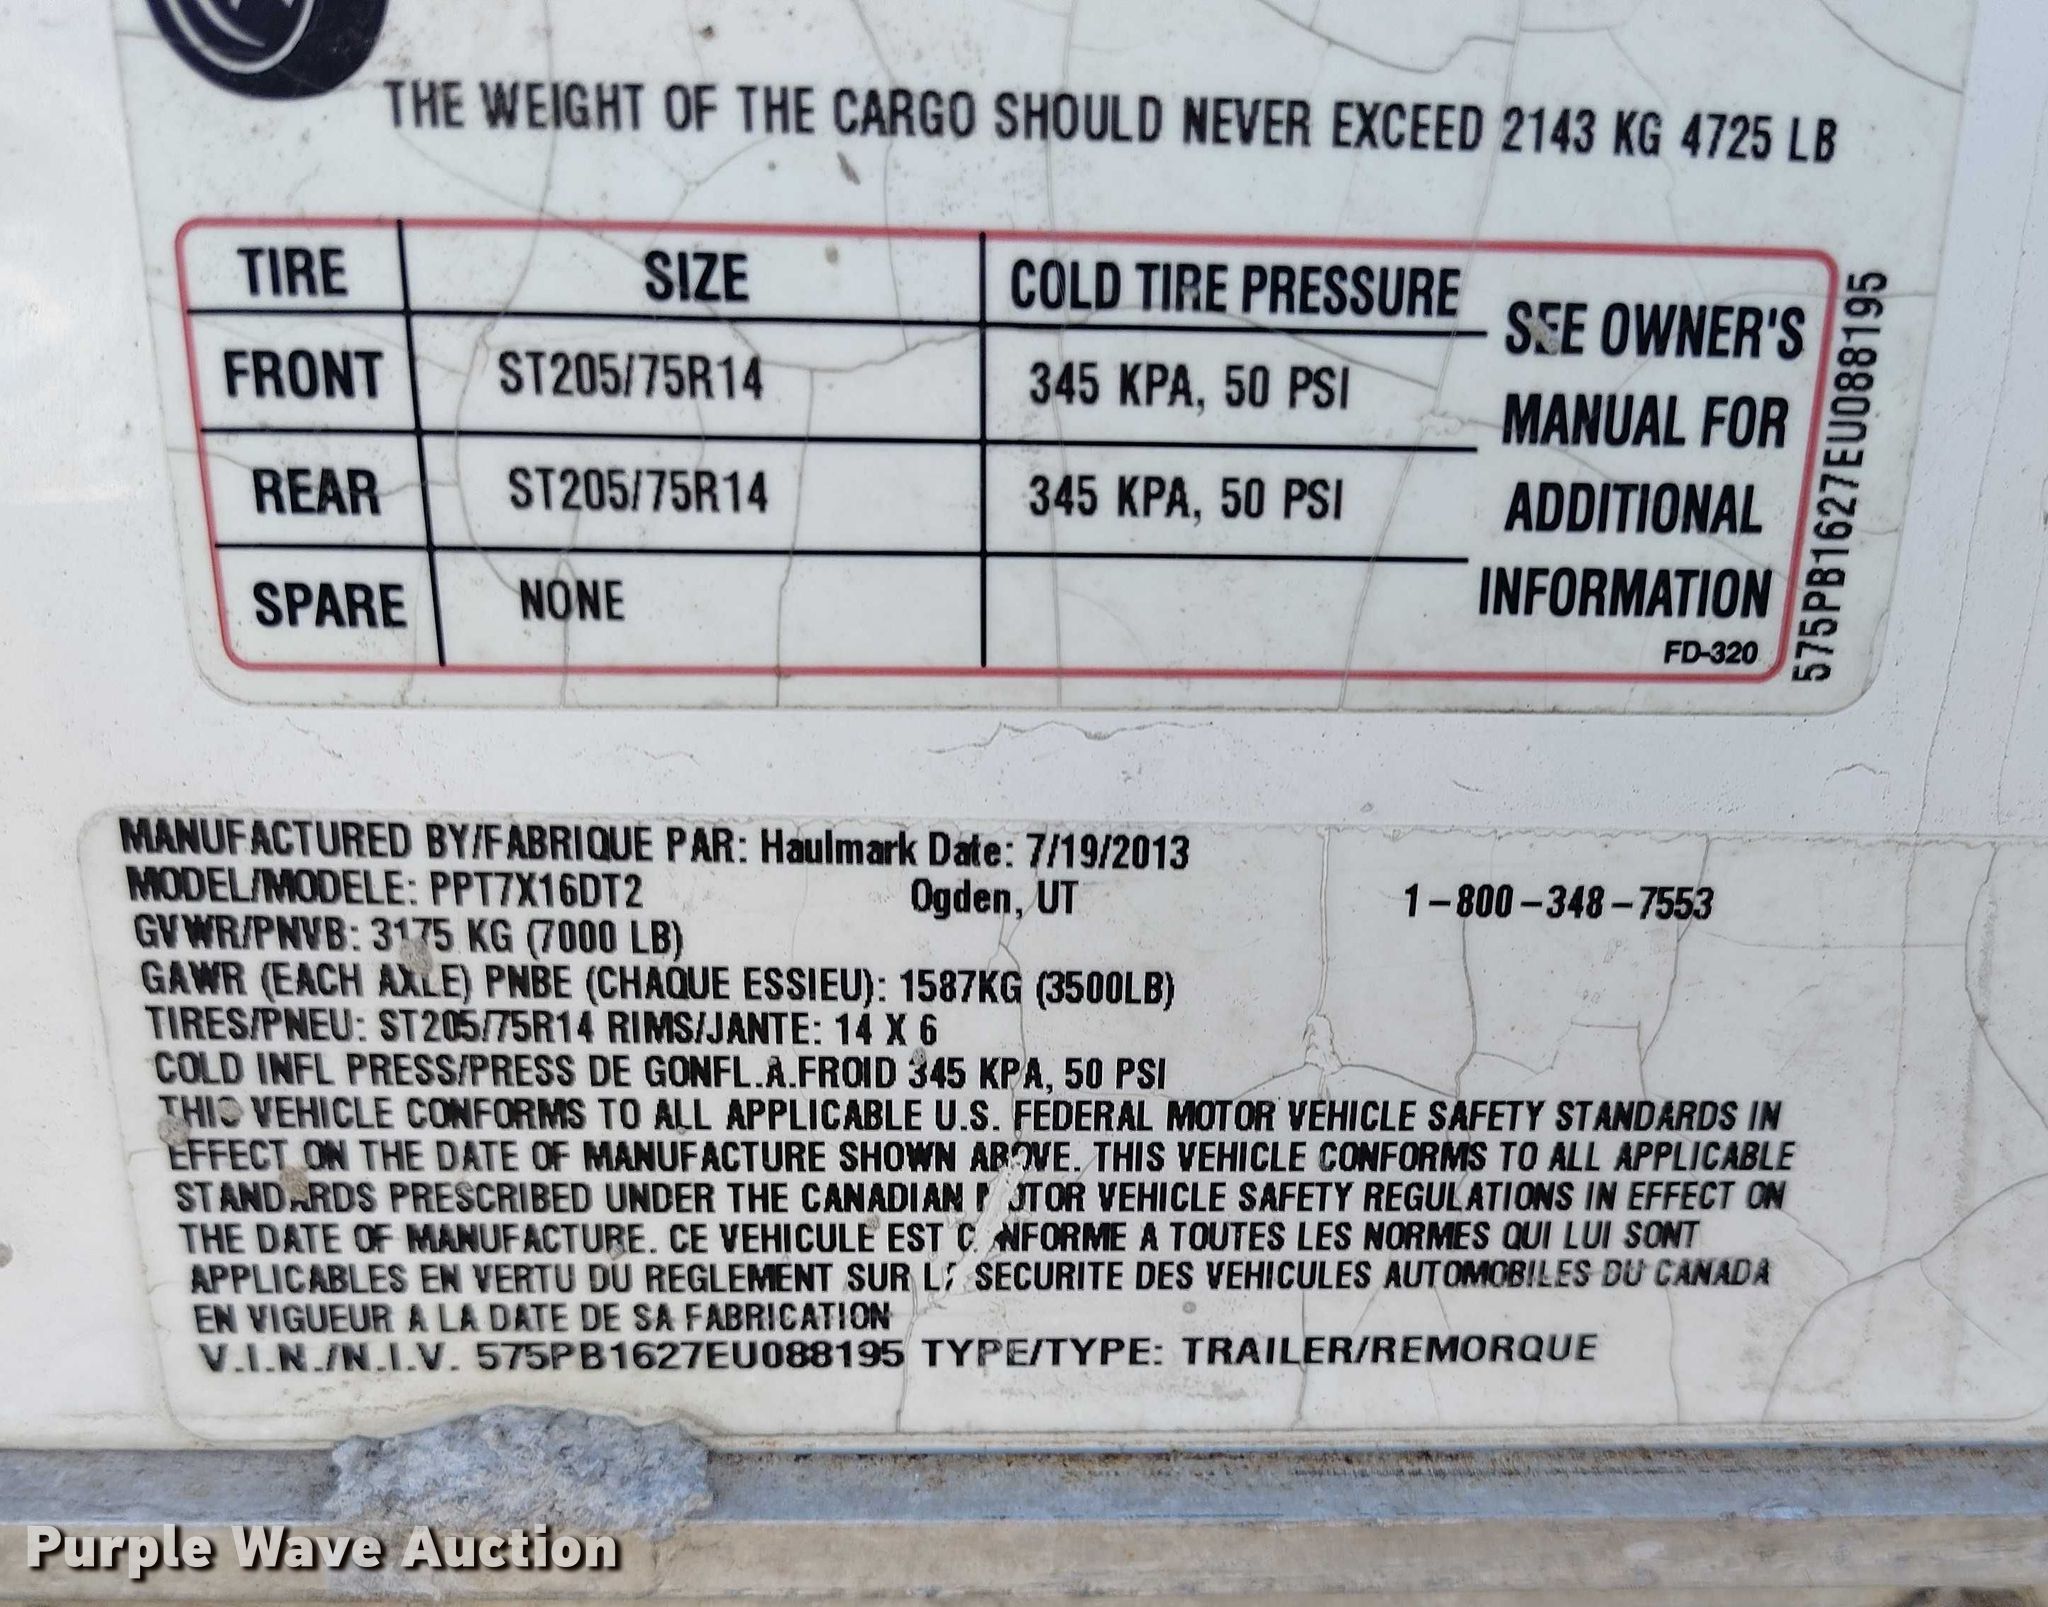 THE WEIGHT OF THE CARGO SHOULD NEVER EXCEED 2143 KG 4725 LB
TIRE SIZE COLD TIRE PRESSURE
FRONT ST205/75R14 345 KPA, 50 PSI
REAR ST205/75R14 345 KPA, 50 PSI
SPARE NONE
SEE OWNER'S
MANUAL FOR
ADDITIONAL
INFORMATION
FD-320
575PB1627EU088195
MANUFACTURED BY/FABRIQUE PAR: Haulmark Date: 7/19/2013
MODEL/MODELE: PPT7X16DT2 Ogden, UT 1-800-348-7553
GVWR/PNVB: 3175 KG (7000 LB)
GAWR (EACH AXLE) PNBE (CHAQUE ESSIEU): 1587KG (3500LB)
TIRES/PNEU: ST205/75R14 RIMS/JANTE: 14 X 6
COLD INFL PRESS/PRESS DE GONFL.A.FROID 345 KPA, 50 PSI
THIS VEHICLE CONFORMS TO ALL APPLICABLE U.S. FEDERAL MOTOR VEHICLE SAFETY STANDARDS IN
EFFECT ON THE DATE OF MANUFACTURE SHOWN ABOVE. THIS VEHICLE CONFORMS TO ALL APPLICABLE
STANDARDS PRESCRIBED UNDER THE CANADIAN MOTOR VEHICLE SAFETY REGULATIONS IN EFFECT ON
THE DATE OF MANUFACTURE. CE VEHICULE EST CONFORME A TOUTES LES NORMES QUI LUI SONT
APPLICABLES EN VERTU DU REGLEMENT SUR LA SECURITE DES VEHICULES AUTOMOBILES DU CANADA
EN VIGUEUR A LA DATE DE SA FABRICATION
V.I.N./N.I.V. 575PB1627EU088195 TYPE/TYPE: TRAILER/REMORQUE
Purple Wave Auction